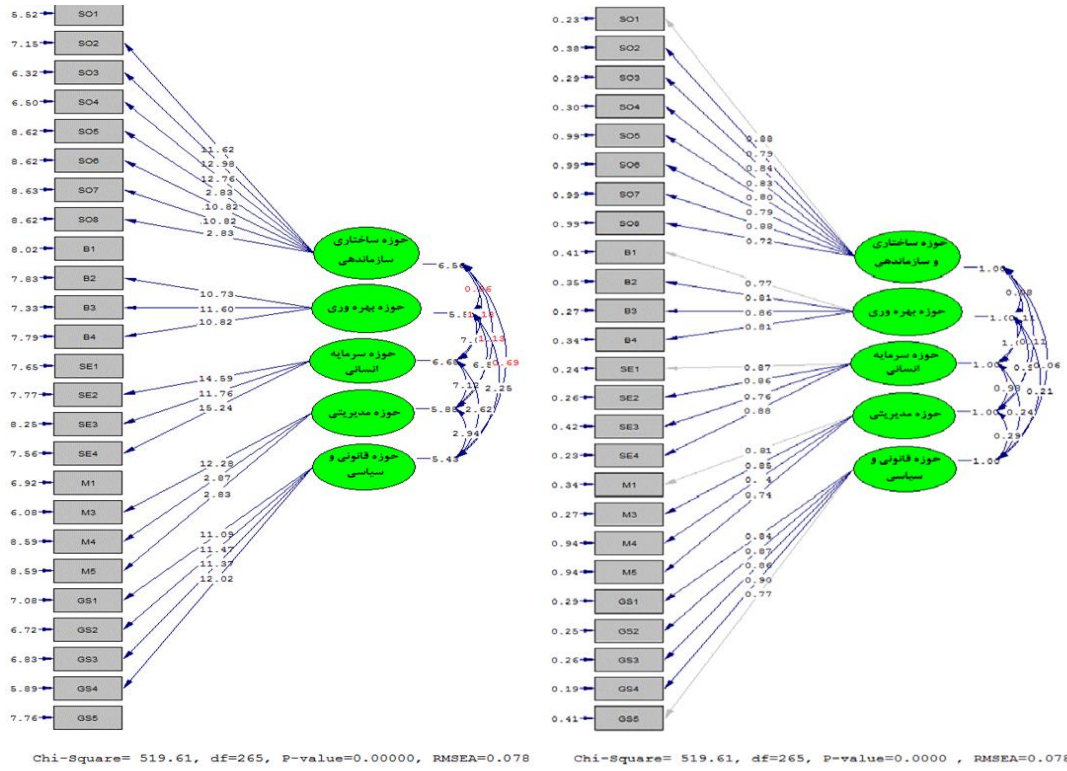 5.52 SO1
7.15 SO2
6.32 SO3
6.50 SO4
8.62 SO5
8.62 SO6
8.63 SO7
8.62 SO8
8.02 B1
7.83 B2
7.33 B3
7.79 B4
7.65 SE1
7.77 SE2
8.25 SE3
7.56 SE4
6.92 M1
6.08 M3
8.59 M4
8.59 M5
7.08 GS1
6.72 GS2
6.83 GS3
5.89 GS4
7.76 GS5
11.62
12.98
12.76
2.83
10.82
10.82
2.83
10.73
11.60
10.82
14.59
11.76
15.24
12.28
2.87
2.83
11.09
11.47
11.37
12.02
حوزه ساختاری
سازماندهی
حوزه بهره وری
حوزه سرمایه
انسانی
حوزه مدیریتی
حوزه قانونی و
سیاسی
6.68
5.88
5.43
7.12
2.62
2.25
2.94
Chi-Square= 519.61, df=265, P-value=0.00000, RMSEA=0.078
0.23 SO1
0.38 SO2
0.29 SO3
0.30 SO4
0.99 SO5
0.99 SO6
0.99 SO7
0.99 SO8
0.41 B1
0.35 B2
0.27 B3
0.34 B4
0.24 SE1
0.26 SE2
0.42 SE3
0.23 SE4
0.34 M1
0.27 M3
0.94 M4
0.94 M5
0.29 GS1
0.25 GS2
0.26 GS3
0.19 GS4
0.41 GS5
0.88
0.79
0.84
0.83
0.80
0.79
0.88
0.72
0.77
0.81
0.86
0.81
0.87
0.86
0.76
0.88
0.81
0.85
0.74
0.84
0.87
0.86
0.90
0.77
حوزه ساختاری
و سازماندهی
حوزه بهره وری
حوزه سرمایه
انسانی
حوزه مدیریتی
حوزه قانونی و
سیاسی
1.00
1.00
1.00
1.00
0.11
0.06
0.98
0.24
0.21
0.29
Chi-Square= 519.61, df=265, P-value=0.0000 , RMSEA=0.078